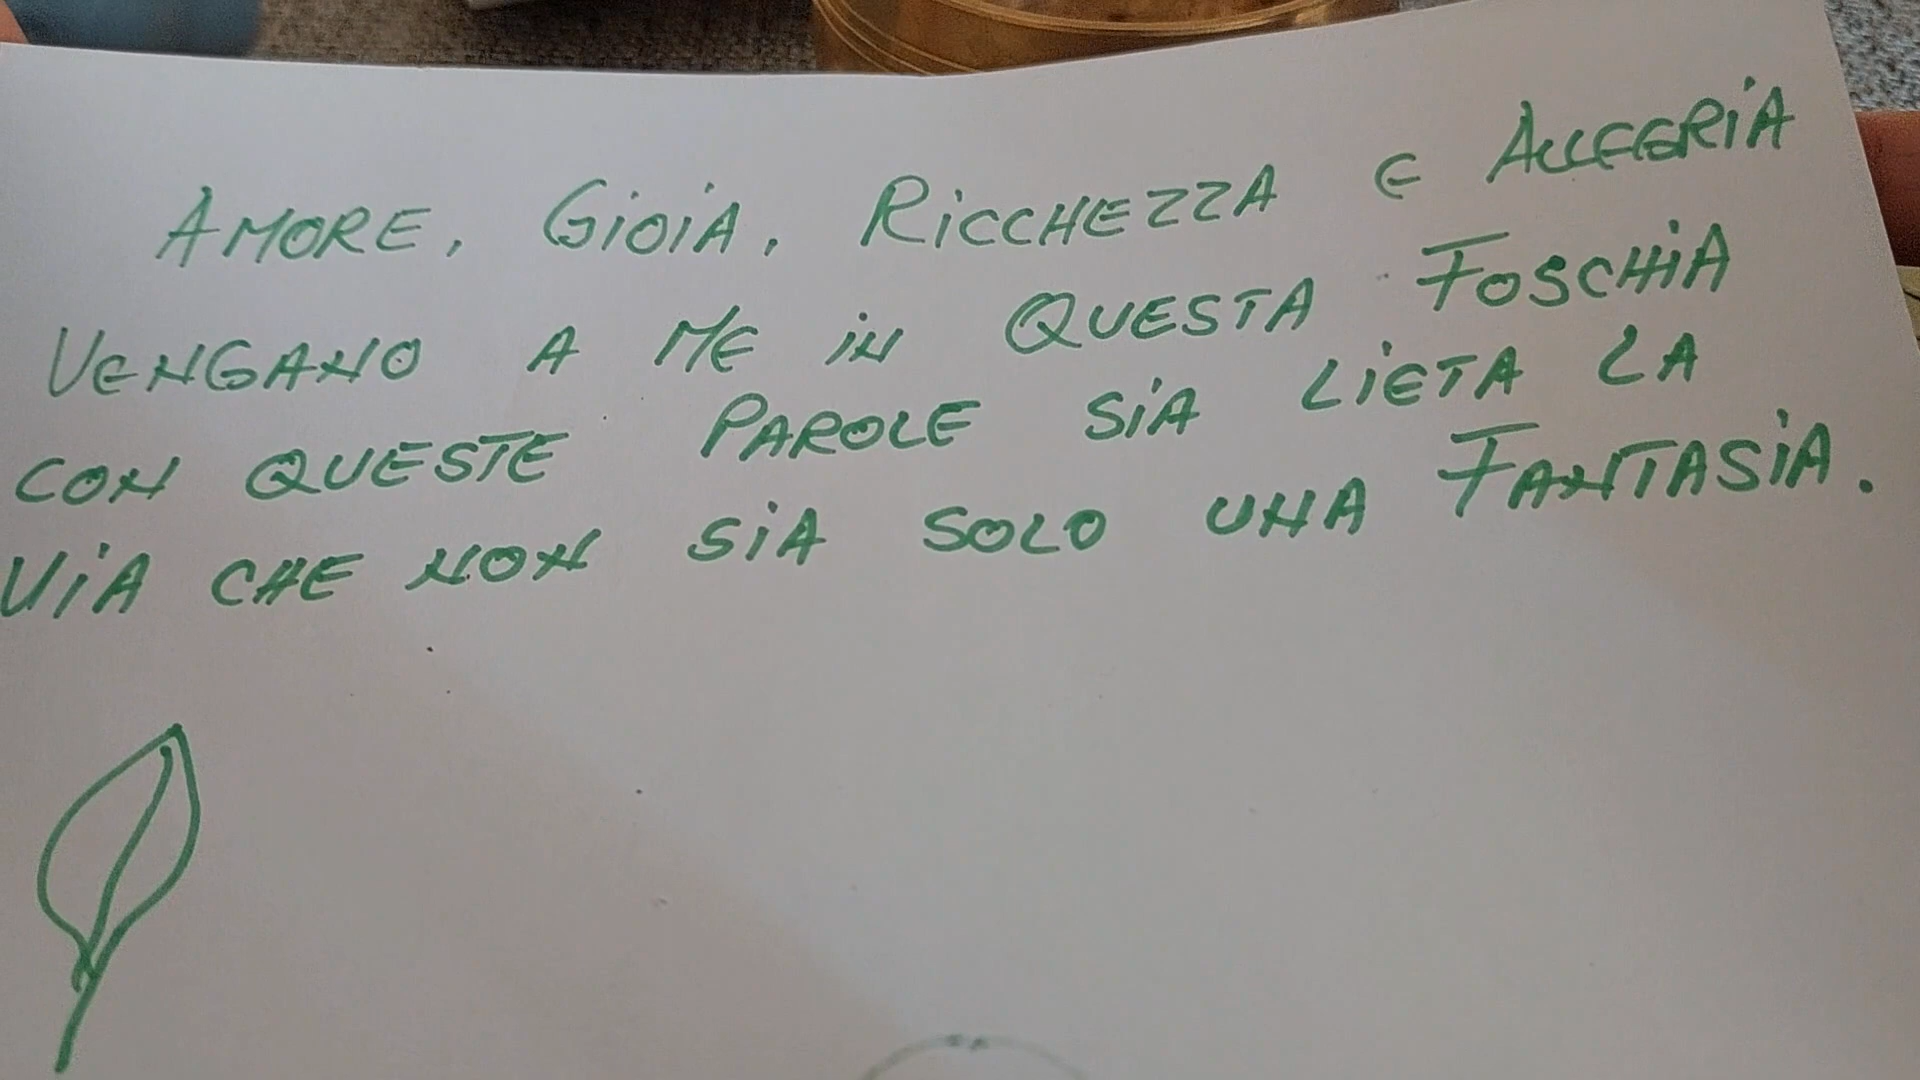 AMORE, GIOIA, RICCHEZZA E ALLEGRIA
VENGANO A ME IN QUESTA FOSCHIA
CON QUESTE PAROLE SIA LIETA LA
VIA CHE NON SIA SOLO UNA FANTASIA.